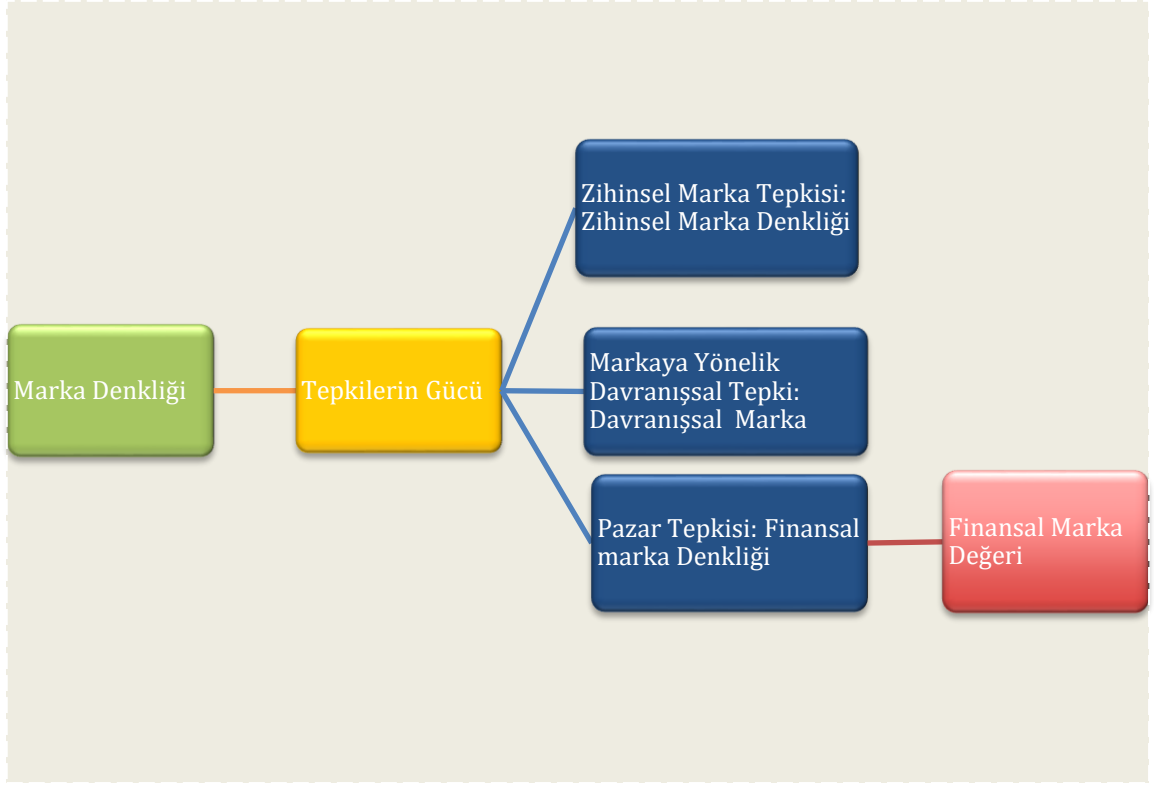 Zihinsel Marka Tepkisi:
Zihinsel Marka Denkliği
Marka Denkliği
Tepkilerin Gücü
Markaya Yönelik
Davranışsal Tepki:
Davranışsal  Marka
Pazar Tepkisi: Finansal
marka Denkliği
Finansal Marka
Değeri